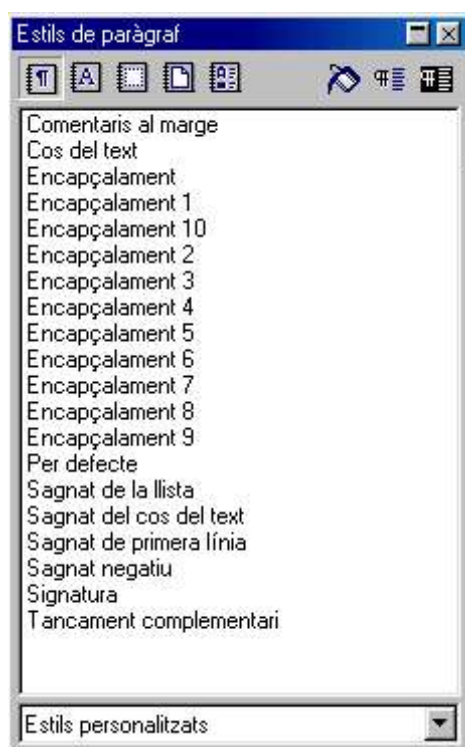 Estils de paràgraf
Comentaris al marge
Cos del text
Encapçalament
Encapçalament 1
Encapçalament 10
Encapçalament 2
Encapçalament 3
Encapçalament 4
Encapçalament 5
Encapçalament 6
Encapçalament 7
Encapçalament 8
Encapçalament 9
Per defecte
Sagnat de la llista
Sagnat del cos del text
Sagnat de primera línia
Sagnat negatiu
Signatura
Tancament complementari
Estils personalitzats